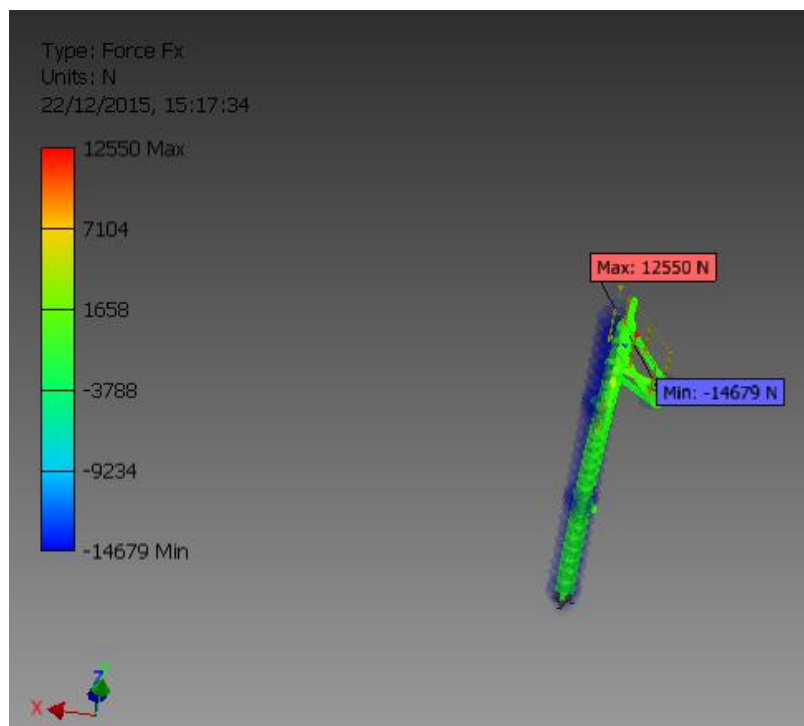 Type: Force Fx
Units: N
22/12/2015, 15:17:34
12550 Max
7104
1658
-3788
-9234
-14679 Min
Max: 12550 N
Min: -14679 N
Z
X